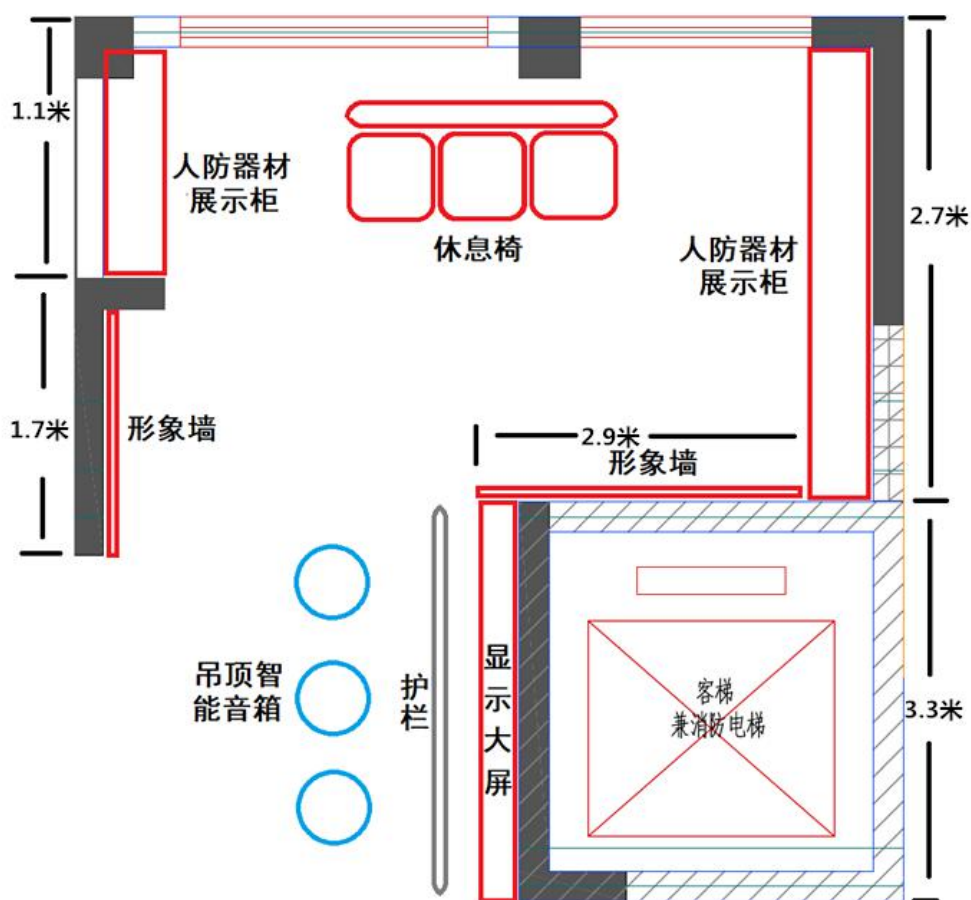 1.1米
人防器材
展示柜
休息椅
人防器材
展示柜
2.7米
1.7米
形象墙
2.9米
形象墙
吊顶智
能音箱
护栏
显示大屏
客梯
兼消防电梯
3.3米